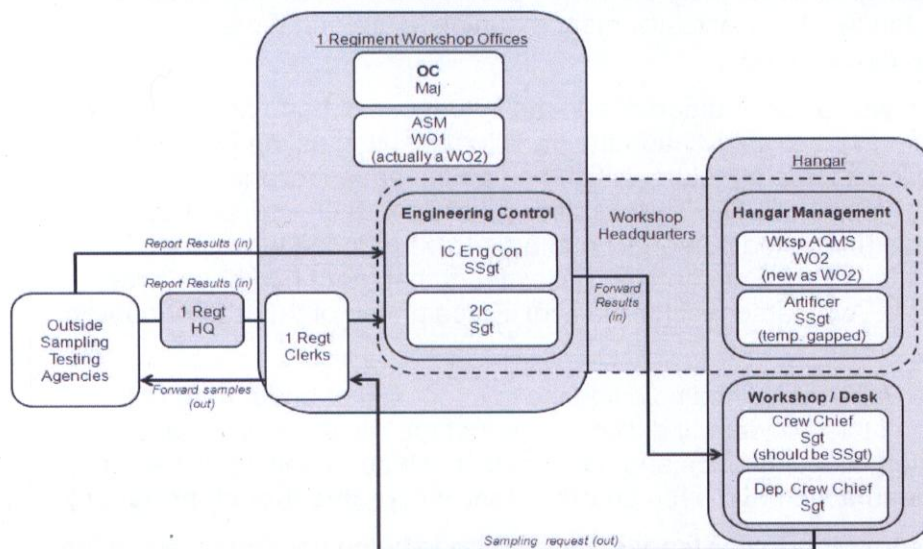 1 Regiment Workshop Offices
OC
Maj
ASM
WO1
(actually a WO2)
Hangar
Engineering Control
IC Eng Con
SSgt
2IC
Sgt
Workshop
Headquarters
Hangar Management
Wksp AQMS
WO2
(new as WO2)
Artificer
SSgt
(temp. gapped)
Report Results (in)
Report Results (in)
1 Regt
HQ
Outside
Sampling
Testing
Agencies
1 Regt
Clerks
Forward samples
(out)
Forward
Results
(in)
Workshop / Desk
Crew Chief
Sgt
(should be SSgt)
Dep. Crew Chief
Sgt
Sampling request (out)